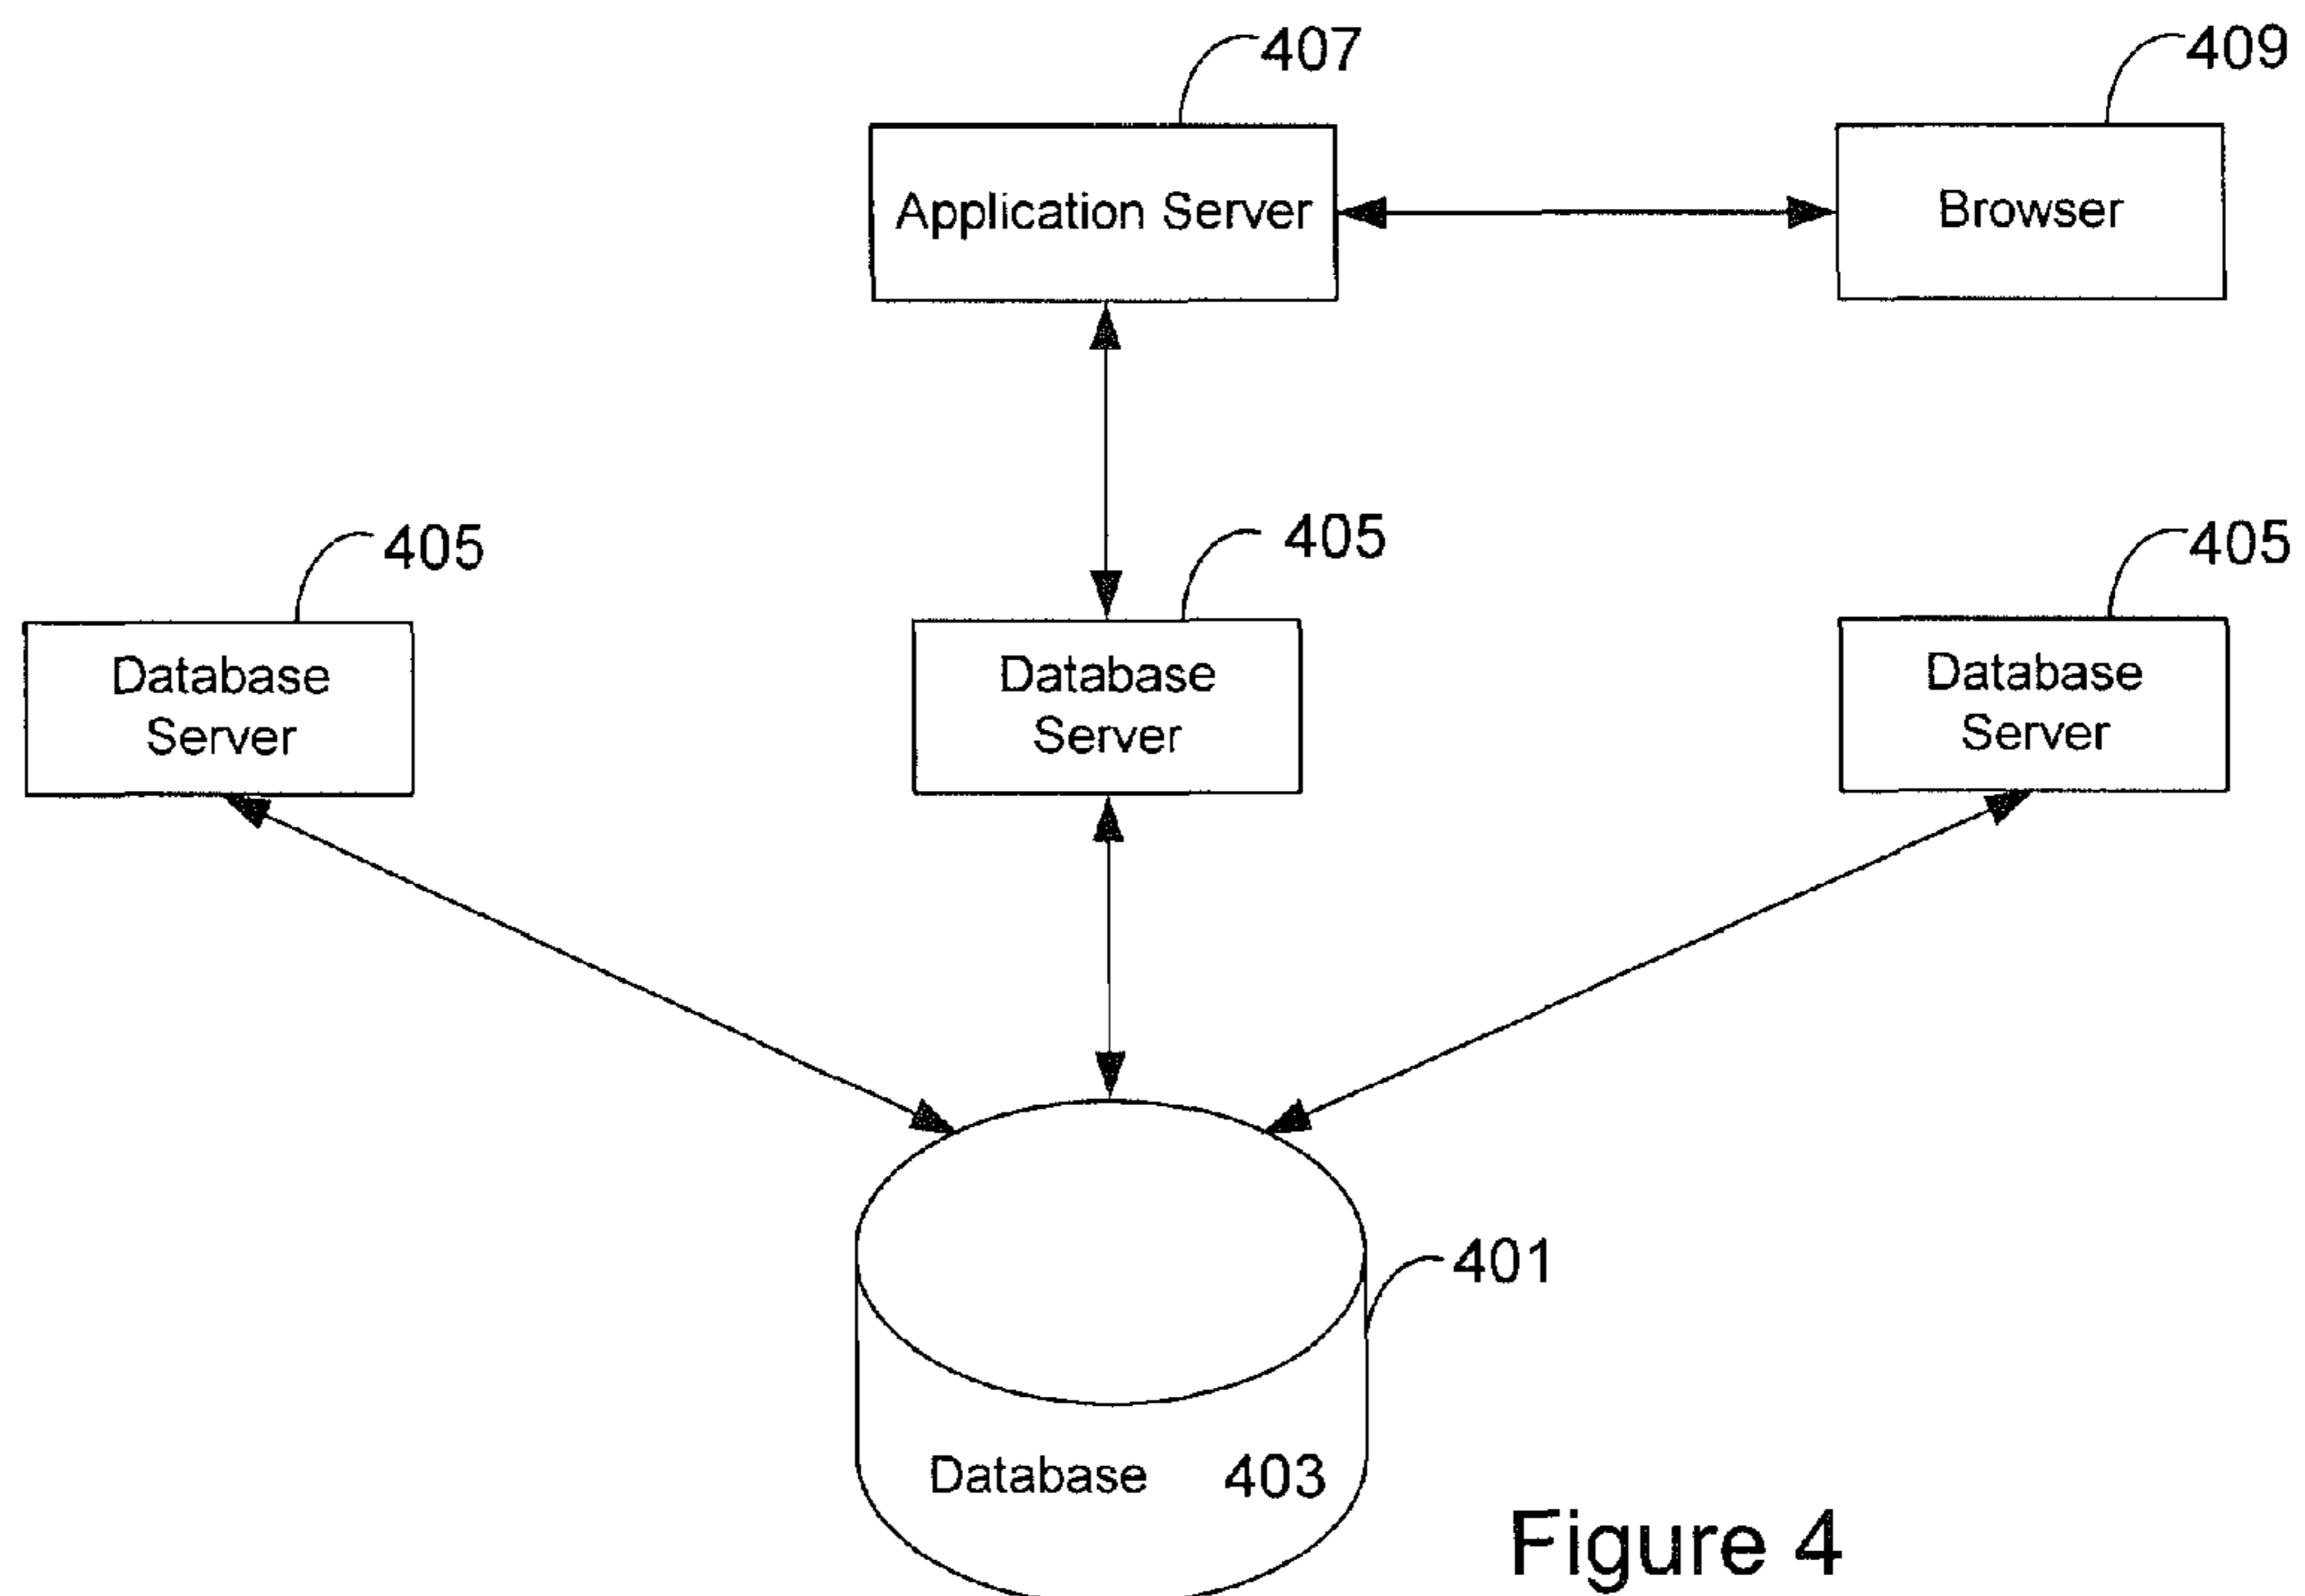 407
409
Application Server
Browser
405
405
405
Database
Server
Database
Server
Database
Server
401
Database 403
Figure 4